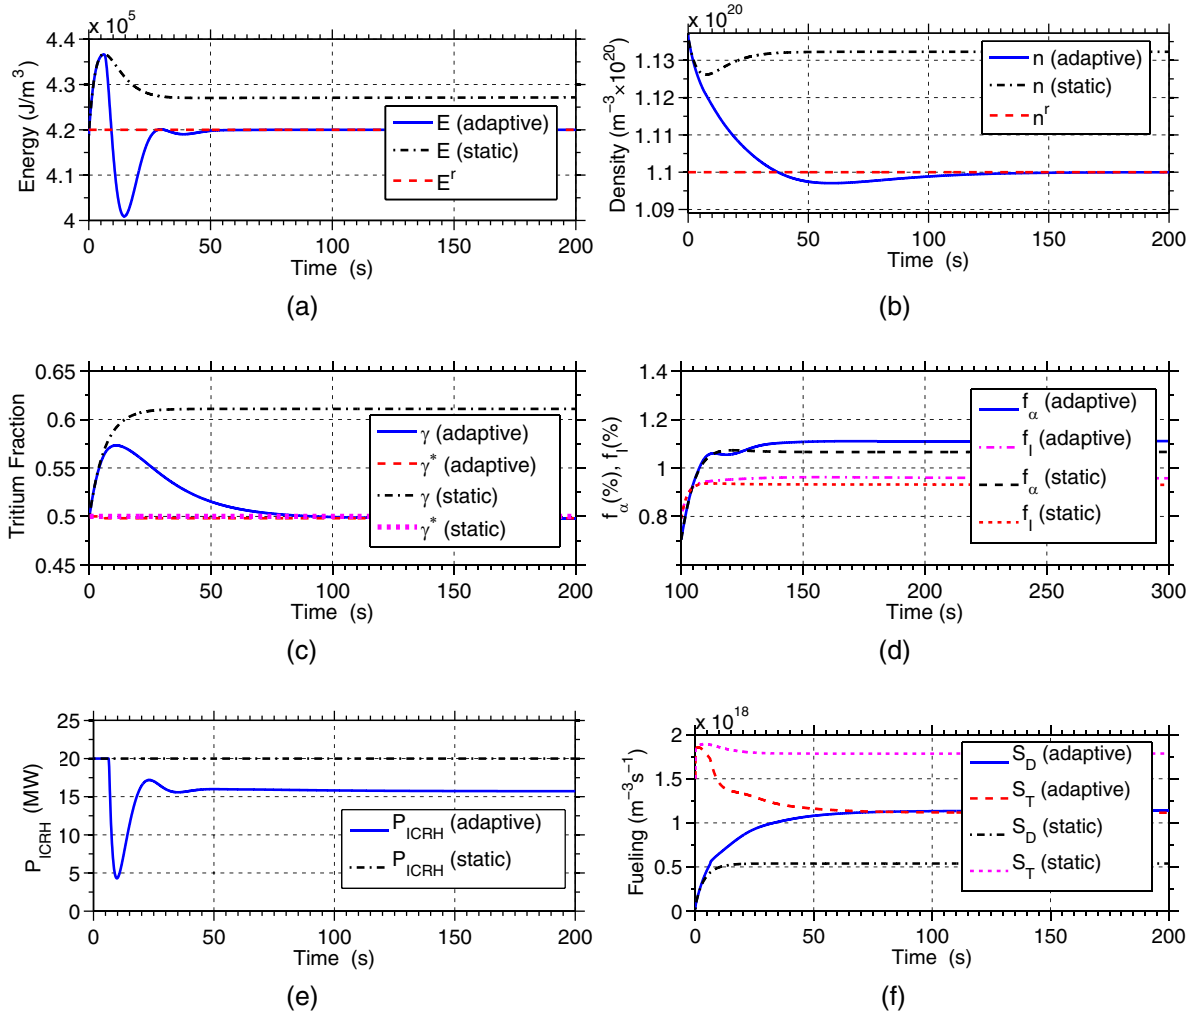 x 10^5
4.4
4.3
4.2
4.1
4
Energy (J/m^3)
E (adaptive)
E (static)
E^r
0 50 100 150 200
Time (s)
(a)
x 10^20
1.13
1.12
1.11
1.1
1.09
Density (m^−3×10^20)
n (adaptive)
n (static)
n^r
0 50 100 150 200
Time (s)
(b)
0.65
0.6
0.55
0.5
0.45
Tritium Fraction
γ (adaptive)
γ* (adaptive)
γ (static)
γ* (static)
0 50 100 150 200
Time (s)
(c)
1.4
1.2
1
0.8
f_α(%), f_I(%)
f_α (adaptive)
f_I (adaptive)
f_α (static)
f_I (static)
100 150 200 250 300
Time (s)
(d)
25
20
15
10
5
0
P_ICRH (MW)
P_ICRH (adaptive)
P_ICRH (static)
0 50 100 150 200
Time (s)
(e)
x 10^18
2
1.5
1
0.5
0
Fueling (m^−3s^−1)
S_D (adaptive)
S_T (adaptive)
S_D (static)
S_T (static)
0 50 100 150 200
Time (s)
(f)